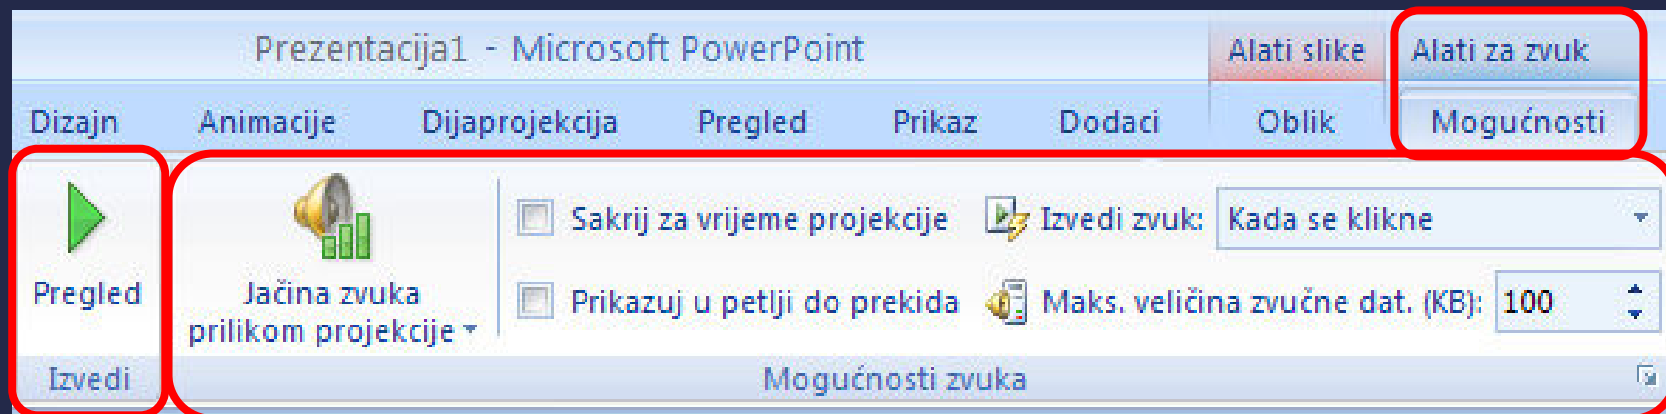 Prezentacija1 - Microsoft PowerPoint
Alati slike
Alati za zvuk
Dizajn Animacije Dijaprojekcija Pregled Prikaz Dodaci Oblik Mogućnosti
Pregled
Jačina zvuka
prilikom projekcije
Sakrij za vrijeme projekcije
Izvedi zvuk: Kada se klikne
Prikazuj u petlji do prekida
Maks. veličina zvučne dat. (KB): 100
Izvedi
Mogućnosti zvuka